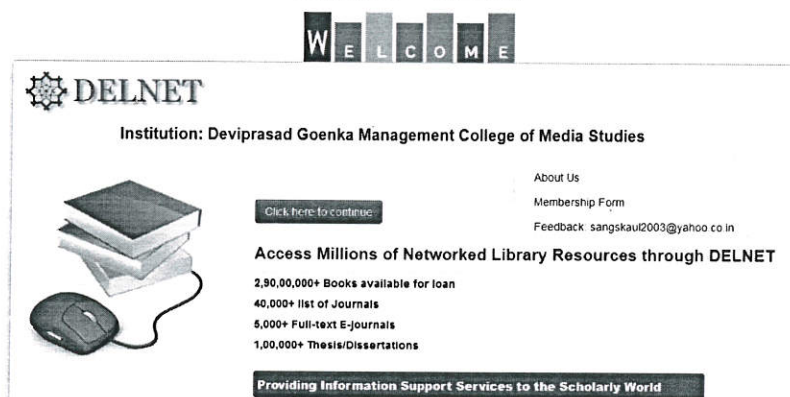 WELCOME
DELNET
Institution: Deviprasad Goenka Management College of Media Studies
About Us
Click here to continue
Membership Form
Feedback: sangskaul2003@yahoo.co.in
Access Millions of Networked Library Resources through DELNET
2,90,00,000+ Books available for loan
40,000+ list of Journals
5,000+ Full-text E-journals
1,00,000+ Thesis/Dissertations
Providing Information Support Services to the Scholarly World